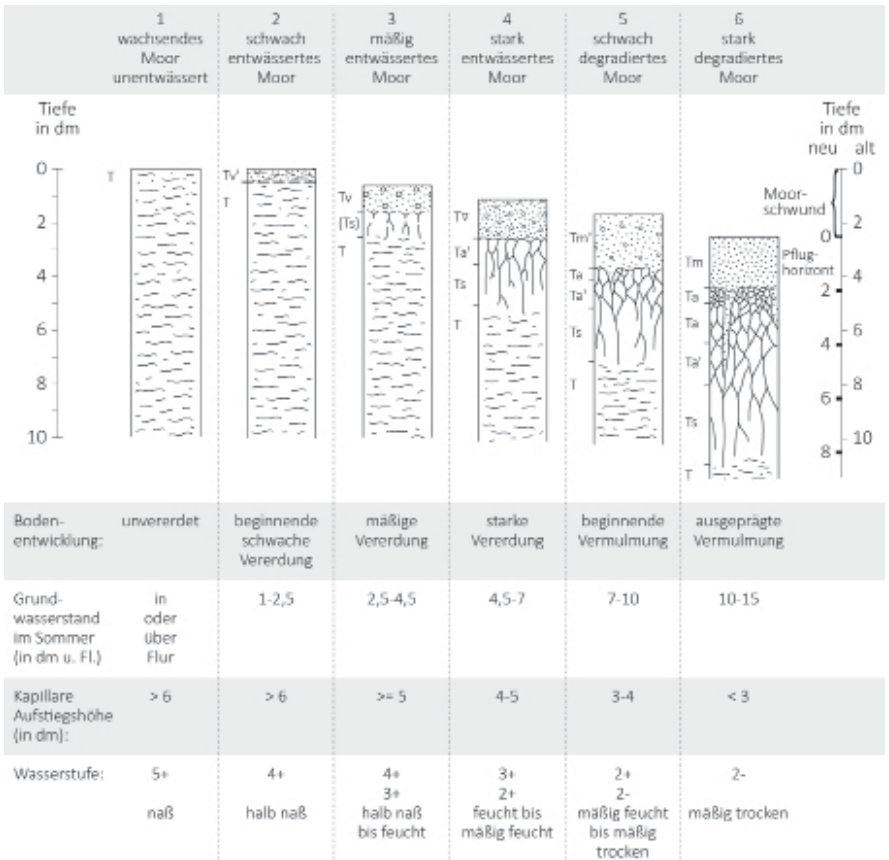 1
wachsendes
Moor
unentwässert
2
schwach
entwässertes
Moor
3
mäßig
entwässertes
Moor
4
stark
entwässertes
Moor
5
schwach
degradiertes
Moor
6
stark
degradiertes
Moor
Tiefe
in dm
0
2
4
6
8
10
T
Tv'
T
Tv
(Ts)
T
Tv
Ta'
Ts
T
Tm'
Ta
Ta'
Ts
T
Tm
Ta
Ta
Ta'
Ts
T
Tiefe
in dm
neu alt
Moor-
schwund
Pflug-
horizont
0
2
4
6
8
0
2
4
6
8
10
Boden-
entwicklung:
unvererdet
beginnende
schwache
Vererdung
mäßige
Vererdung
starke
Vererdung
beginnende
Vermulmung
ausgeprägte
Vermulmung
Grund-
wasserstand
im Sommer
(in dm u. Fl.)
in
oder
über
Flur
1-2,5
2,5-4,5
4,5-7
7-10
10-15
Kapillare
Aufstiegshöhe
(in dm):
> 6
> 6
>= 5
4-5
3-4
< 3
Wasserstufe:
5+
naß
4+
halb naß
4+
3+
halb naß
bis feucht
3+
2+
feucht bis
mäßig feucht
2+
2-
mäßig feucht
bis mäßig
trocken
2-
mäßig trocken